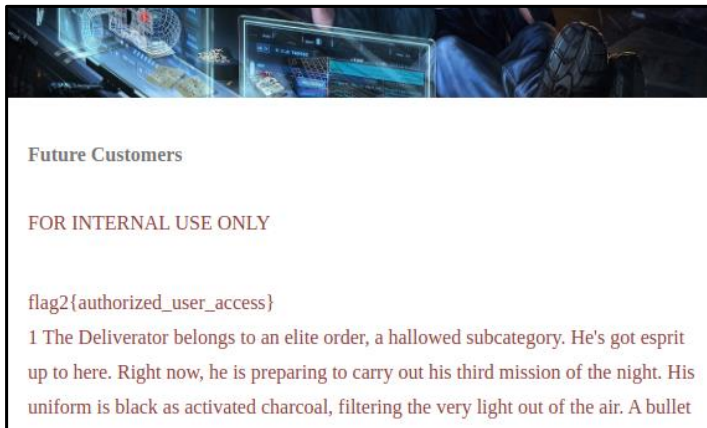 Future Customers
FOR INTERNAL USE ONLY
flag2{authorized_user_access}
1 The Deliverator belongs to an elite order, a hallowed subcategory. He's got esprit
up to here. Right now, he is preparing to carry out his third mission of the night. His
uniform is black as activated charcoal, filtering the very light out of the air. A bullet